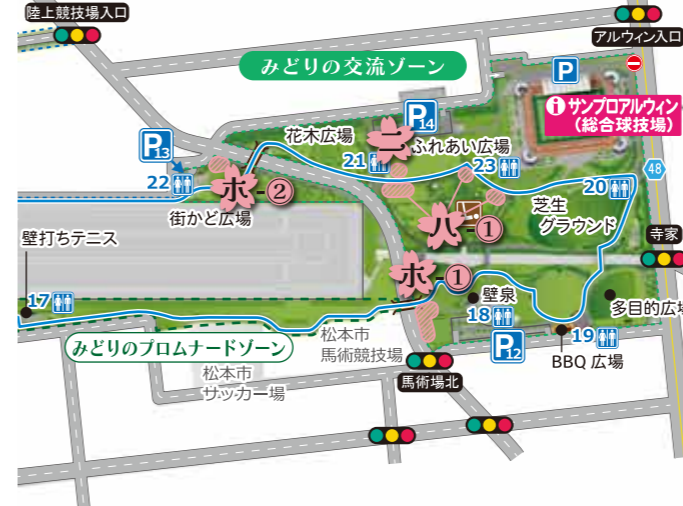 陸上競技場入口
アルウィン入口
みどりの交流ゾーン
P
i サンプロアルウィン
(総合球技場)
P14
花木広場
ニ
ふれあい広場
P13
21
23
48
22
ホ-②
20
街かど広場
芝生
グラウンド
ハ-①
寺家
壁打ちテニス
ホ-①
17
壁泉
多目的広場
18
松本市
馬術競技場
みどりのプロムナードゾーン
P12
19
BBQ 広場
松本市
サッカー場
馬術場北